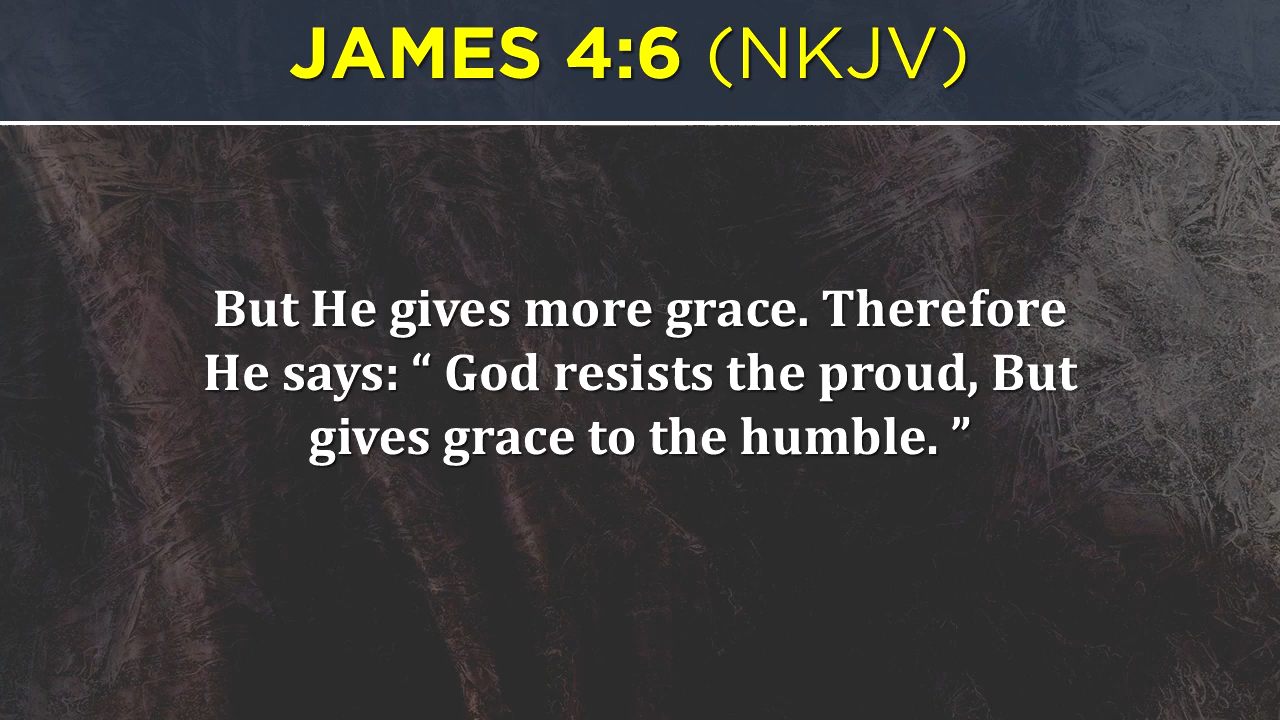 JAMES 4:6 (NKJV)
But He gives more grace. Therefore
He says: “ God resists the proud, But
gives grace to the humble. ”